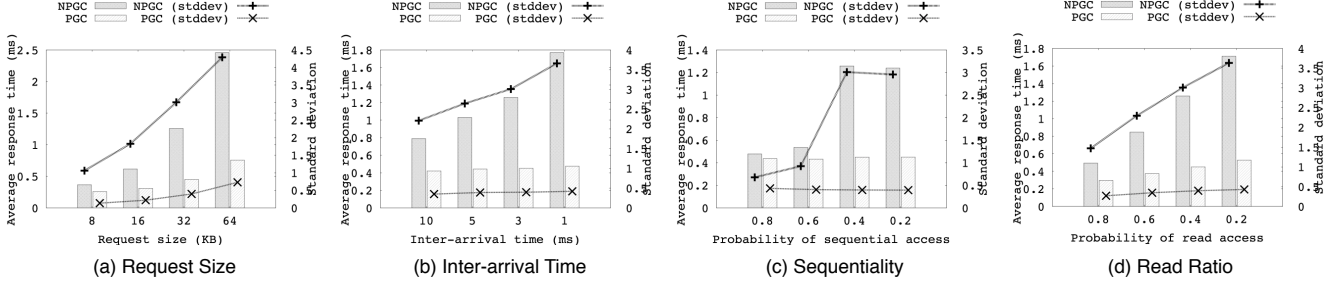 NPGC NPGC (stddev)
PGC PGC (stddev)
Average response time (ms)
2.5
2
1.5
1
0.5
0
4.5
4
3.5
3
2.5
2
1.5
1
0.5
0
Standard deviation
8 16 32 64
Request size (KB)
(a) Request Size
NPGC NPGC (stddev)
PGC PGC (stddev)
Average response time (ms)
1.8
1.6
1.4
1.2
1
0.8
0.6
0.4
0.2
0
4
3.5
3
2.5
2
1.5
1
0.5
0
Standard deviation
10 5 3 1
Inter-arrival time (ms)
(b) Inter-arrival Time
NPGC NPGC (stddev)
PGC PGC (stddev)
Average response time (ms)
1.4
1.2
1
0.8
0.6
0.4
0.2
0
3.5
3
2.5
2
1.5
1
0.5
0
Standard deviation
0.8 0.6 0.4 0.2
Probability of sequential access
(c) Sequentiality
NPGC NPGC (stddev)
PGC PGC (stddev)
Average response time (ms)
1.8
1.6
1.4
1.2
1
0.8
0.6
0.4
0.2
0
4
3.5
3
2.5
2
1.5
1
0.5
0
Standard deviation
0.8 0.6 0.4 0.2
Probability of read access
(d) Read Ratio